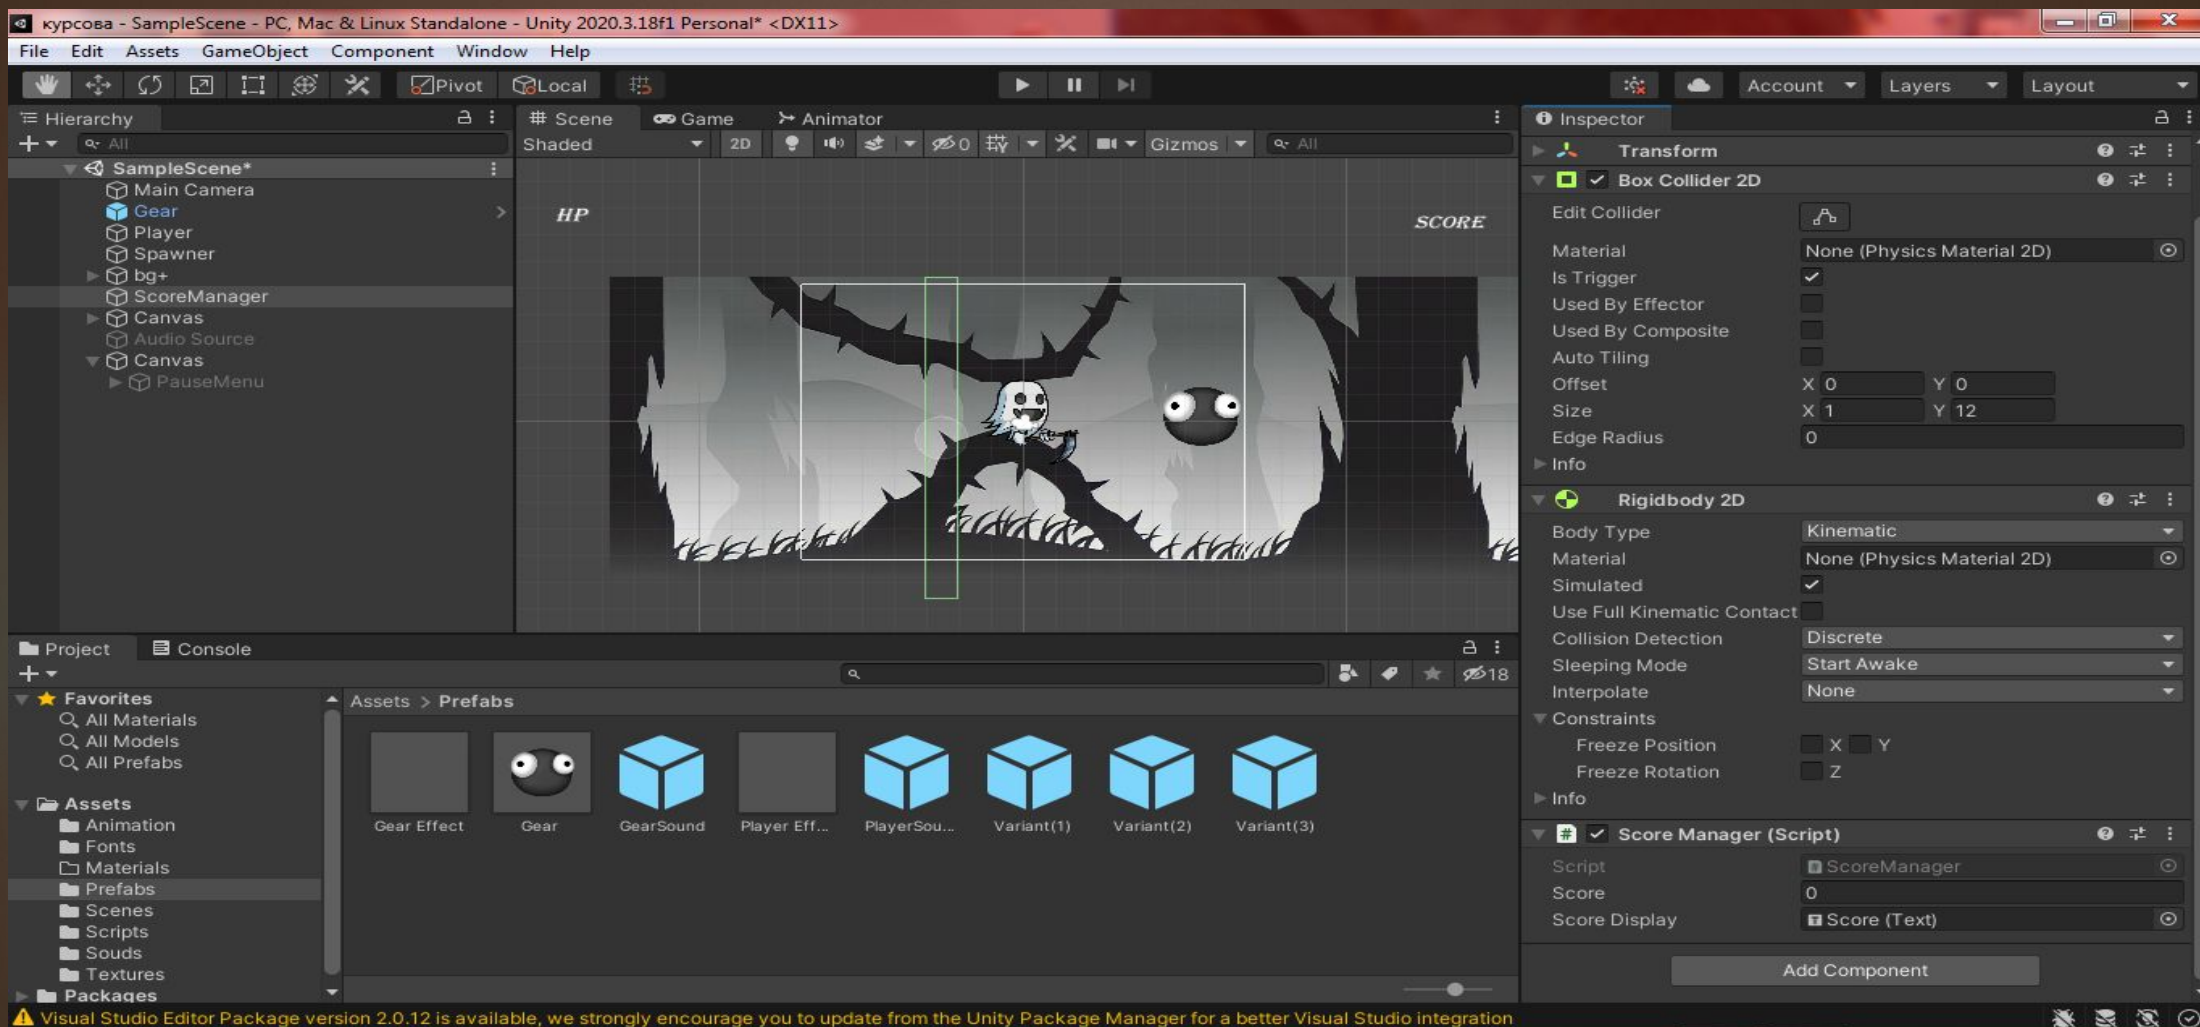 курсова - SampleScene - PC, Mac & Linux Standalone - Unity 2020.3.18f1 Personal* <DX11>
File Edit Assets GameObject Component Window Help
Pivot Local Account Layers Layout
Hierarchy
All
SampleScene*
Main Camera
Gear
Player
Spawner
bg+
ScoreManager
Canvas
Audio Source
Canvas
PauseMenu
Scene Game Animator
Shaded 2D 0 Gizmos All
HP
SCORE
Inspector
Transform
Box Collider 2D
Edit Collider
Material None (Physics Material 2D)
Is Trigger
Used By Effector
Used By Composite
Auto Tiling
Offset X 0 Y 0
Size X 1 Y 12
Edge Radius 0
Info
Rigidbody 2D
Body Type Kinematic
Material None (Physics Material 2D)
Simulated
Use Full Kinematic Contact
Collision Detection Discrete
Sleeping Mode Start Awake
Interpolate None
Constraints
Freeze Position X Y
Freeze Rotation Z
Info
# Score Manager (Script)
Script ScoreManager
Score 0
Score Display Score (Text)
Add Component
Project Console
18
Favorites
All Materials
All Models
All Prefabs
Assets
Animation
Fonts
Materials
Prefabs
Scenes
Scripts
Souds
Textures
Packages
Assets > Prefabs
Gear Effect Gear GearSound Player Eff... PlayerSou... Variant(1) Variant(2) Variant(3)
Visual Studio Editor Package version 2.0.12 is available, we strongly encourage you to update from the Unity Package Manager for a better Visual Studio integration